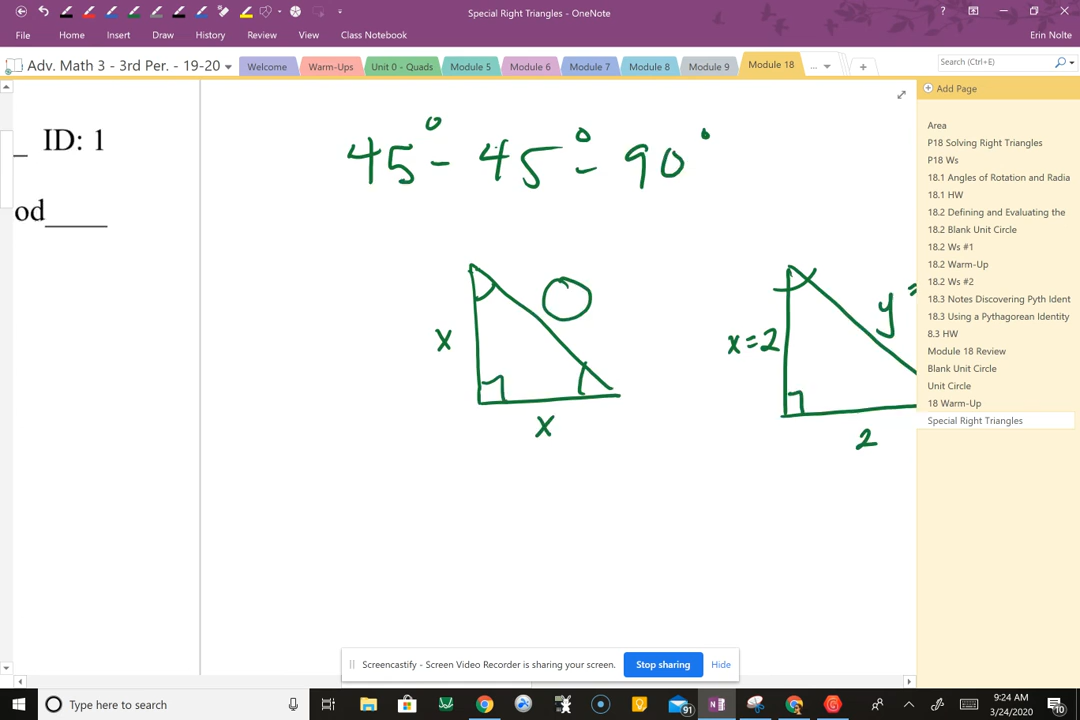 Special Right Triangles - OneNote
?
File Home Insert Draw History Review View Class Notebook
Erin Nolte
Adv. Math 3 - 3rd Per. - 19-20
Welcome Warm-Ups Unit 0 - Quads Module 5 Module 6 Module 7 Module 8 Module 9 Module 18 ... +
Search (Ctrl+E)
Add Page
_ ID: 1
ood_____
45° - 45° - 90°
x
x
x = 2
y =
2
Area
P18 Solving Right Triangles
P18 Ws
18.1 Angles of Rotation and Radia
18.1 HW
18.2 Defining and Evaluating the
18.2 Blank Unit Circle
18.2 Ws #1
18.2 Warm-Up
18.2 Ws #2
18.3 Notes Discovering Pyth Ident
18.3 Using a Pythagorean Identity
8.3 HW
Module 18 Review
Blank Unit Circle
Unit Circle
18 Warm-Up
Special Right Triangles
Screencastify - Screen Video Recorder is sharing your screen. Stop sharing Hide
Type here to search
91
9:24 AM
3/24/2020
10